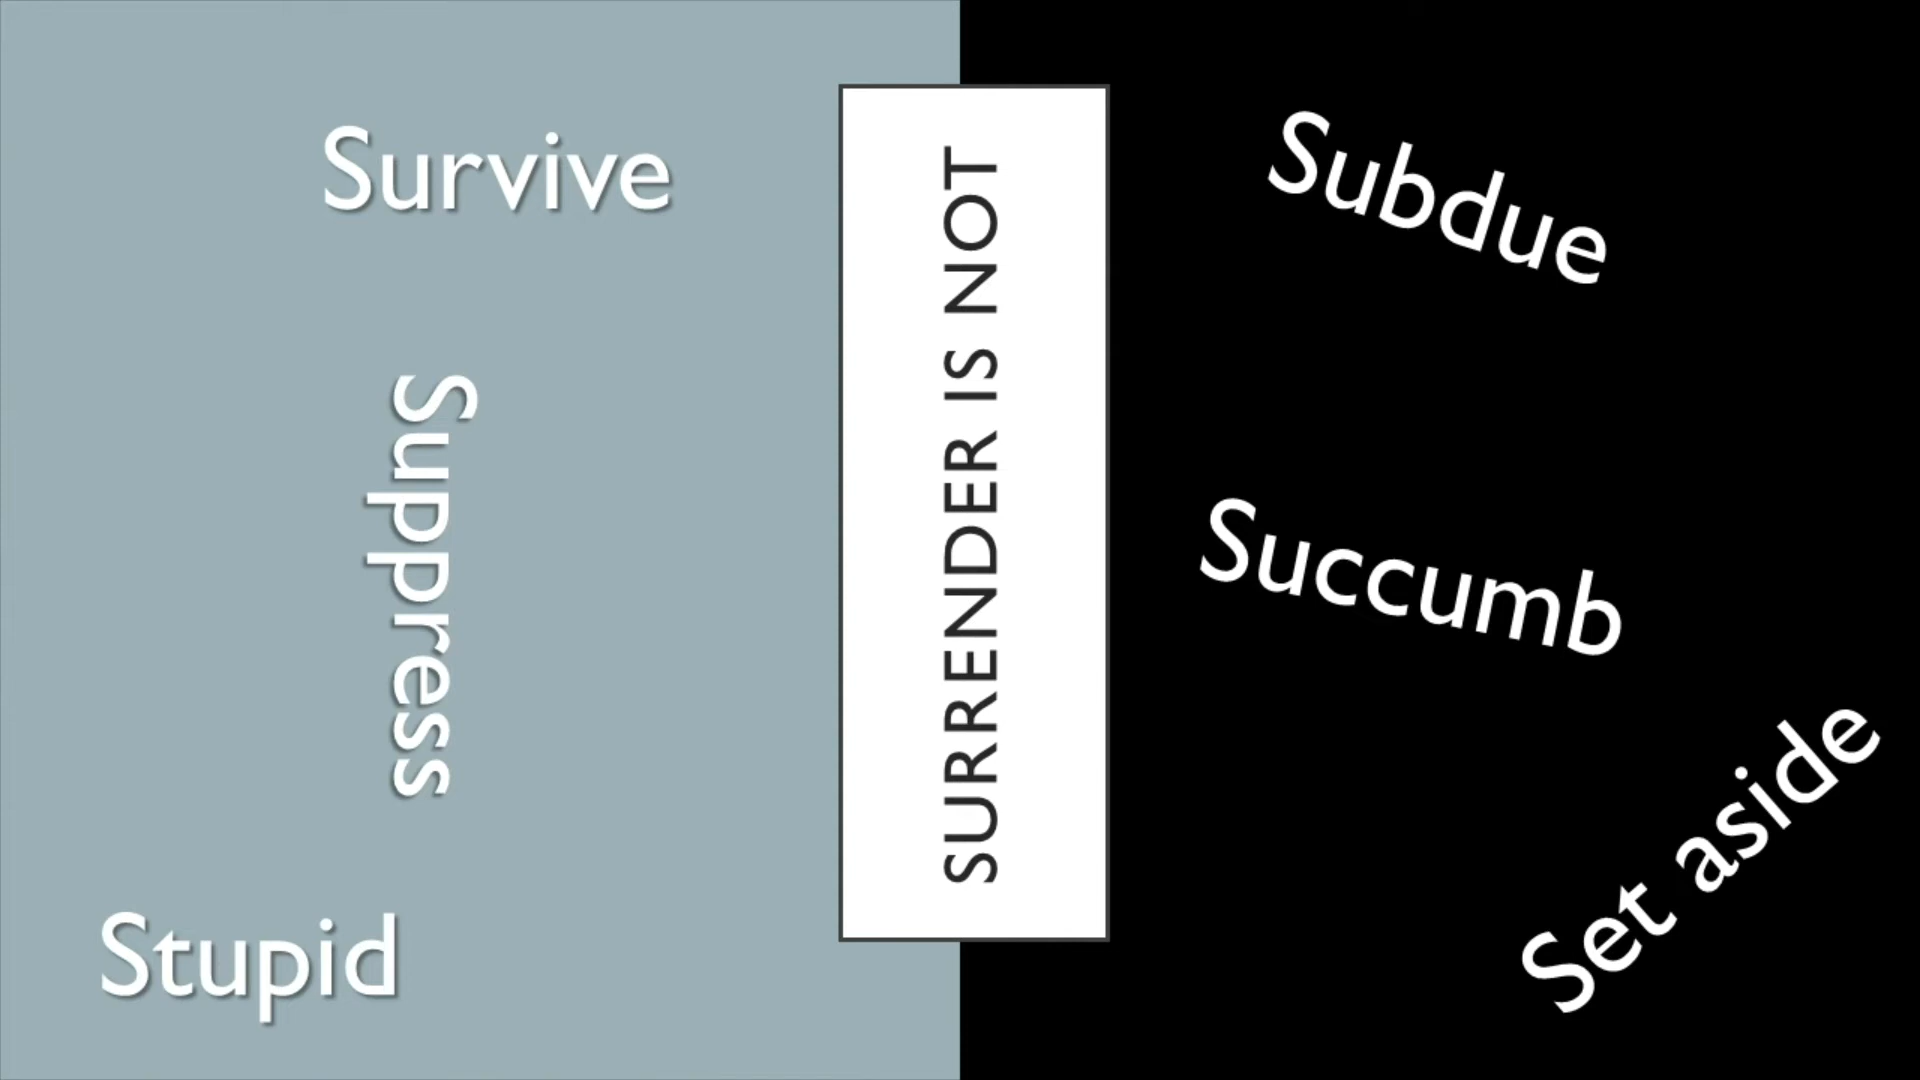 Survive
Suppress
Stupid
SURRENDER IS NOT
Subdue
Succumb
Set aside